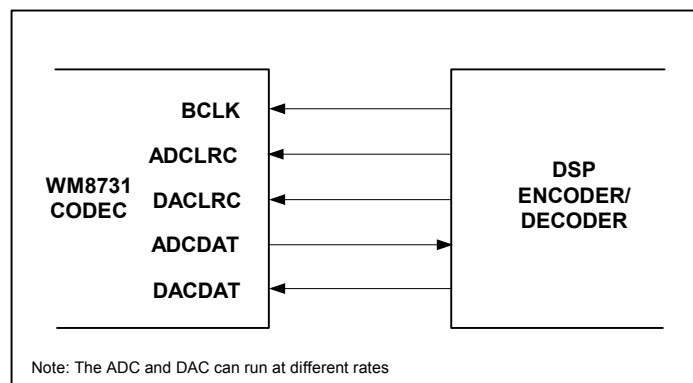 BCLK
ADCLRC
WM8731
CODEC
DACLRC
ADCDAT
DACDAT
DSP
ENCODER/
DECODER
Note: The ADC and DAC can run at different rates